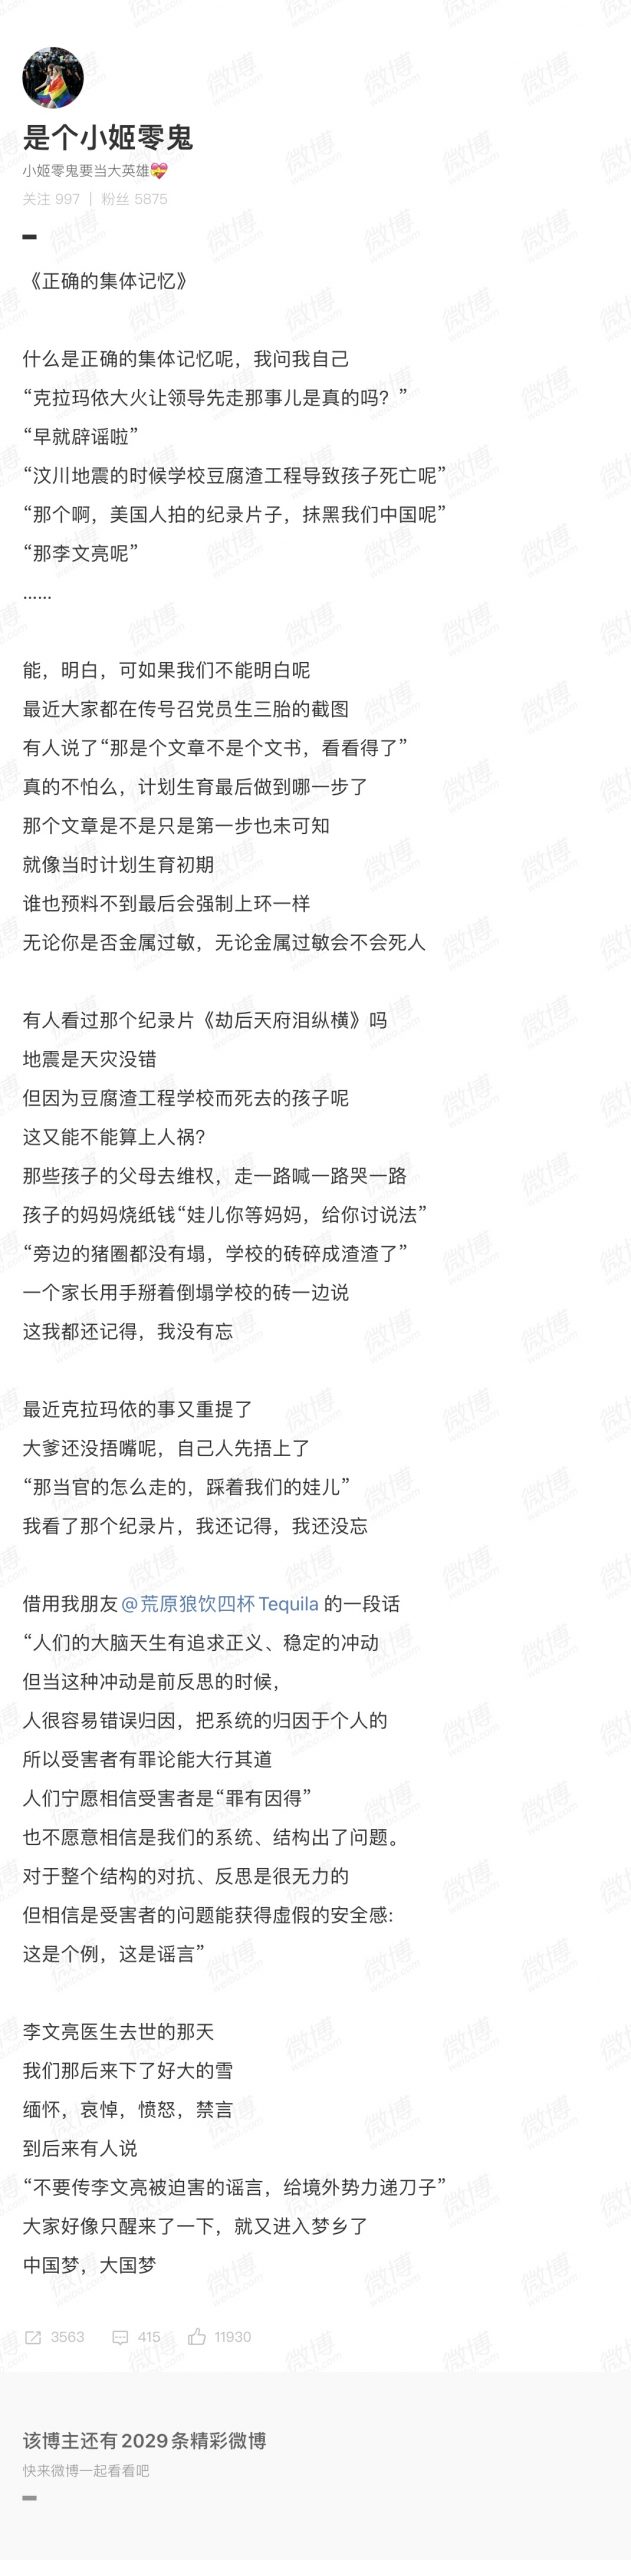 是个小姬零鬼
小姬零鬼要当大英雄💝
关注 997 | 粉丝 5875
《正确的集体记忆》
什么是正确的集体记忆呢，我问我自己
“克拉玛依大火让领导先走那事儿是真的吗？”
“早就辟谣啦”
“汶川地震的时候学校豆腐渣工程导致孩子死亡呢”
“那个啊，美国人拍的纪录片子，抹黑我们中国呢”
“那李文亮呢”
……
能，明白，可如果我们不能明白呢
最近大家都在传号召党员生三胎的截图
有人说了“那是个文章不是个文书，看看得了”
真的不怕么，计划生育最后做到哪一步了
那个文章是不是只是第一步也未可知
就像当时计划生育初期
谁也预料不到最后会强制上环一样
无论你是否金属过敏，无论金属过敏会不会死人
有人看过那个纪录片《劫后天府泪纵横》吗
地震是天灾没错
但因为豆腐渣工程学校而死去的孩子呢
这又能不能算上人祸?
那些孩子的父母去维权，走一路喊一路哭一路
孩子的妈妈烧纸钱“娃儿你等妈妈，给你讨说法”
“旁边的猪圈都没有塌，学校的砖碎成渣渣了”
一个家长用手掰着倒塌学校的砖一边说
这我都还记得，我没有忘
最近克拉玛依的事又重提了
大爹还没捂嘴呢，自己人先捂上了
“那当官的怎么走的，踩着我们的娃儿”
我看了那个纪录片，我还记得，我还没忘
借用我朋友@荒原狼饮四杯Tequila 的一段话
“人们的大脑天生有追求正义、稳定的冲动
但当这种冲动是前反思的时候，
人很容易错误归因，把系统的归因于个人的
所以受害者有罪论能大行其道
人们宁愿相信受害者是“罪有因得”
也不愿意相信是我们的系统、结构出了问题。
对于整个结构的对抗、反思是很无力的
但相信是受害者的问题能获得虚假的安全感:
这是个例，这是谣言”
李文亮医生去世的那天
我们那后来下了好大的雪
缅怀，哀悼，愤怒，禁言
到后来有人说
“不要传李文亮被迫害的谣言，给境外势力递刀子”
大家好像只醒来了一下，就又进入梦乡了
中国梦，大国梦
3563 415 11930
该博主还有2029条精彩微博
快来微博一起看看吧